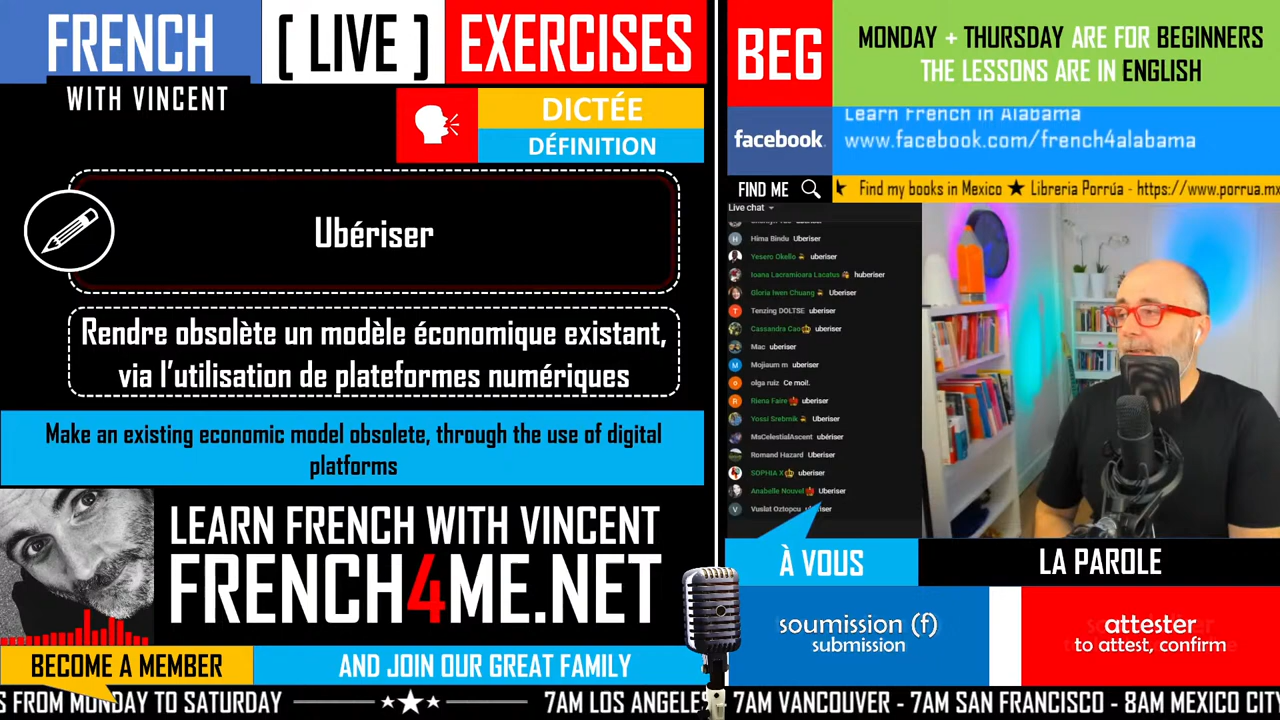 FRENCH
WITH VINCENT
[ LIVE ]
EXERCISES
DICTÉE
DÉFINITION
Ubériser
Rendre obsolète un modèle économique existant,
via l'utilisation de plateformes numériques
Make an existing economic model obsolete, through the use of digital
platforms
LEARN FRENCH WITH VINCENT
FRENCH4ME.NET
BECOME A MEMBER
AND JOIN OUR GREAT FAMILY
BEG
MONDAY + THURSDAY ARE FOR BEGINNERS
THE LESSONS ARE IN ENGLISH
facebook
Learn French in Alabama
www.facebook.com/french4alabama
FIND ME
★ Find my books in Mexico ★ Libreria Porrúa - https://www.porrua.mx
Live chat
H Hima Bindu Uberiser
Yesero Okello uberiser
Ioana Lacramioara Lacatus huberiser
Gloria Iwen Chuang Uberiser
T Tenzing DOLTSE uberiser
Cassandra Cao uberiser
Mac uberiser
M Mojiaum m uberiser
olga ruiz Ce moi!.
R Riena Faire uberiser
Yossi Srebmik Uberiser
MsCelestialAscent ubériser
Romand Hazard Uberiser
SOPHIA X uberiser
Anabelle Nouvel Uberiser
V Vuslat Oztopcu
À VOUS
LA PAROLE
soumission (f)
submission
attester
to attest, confirm
S FROM MONDAY TO SATURDAY ★ 7AM LOS ANGELES 7AM VANCOUVER - 7AM SAN FRANCISCO - 8AM MEXICO CITY